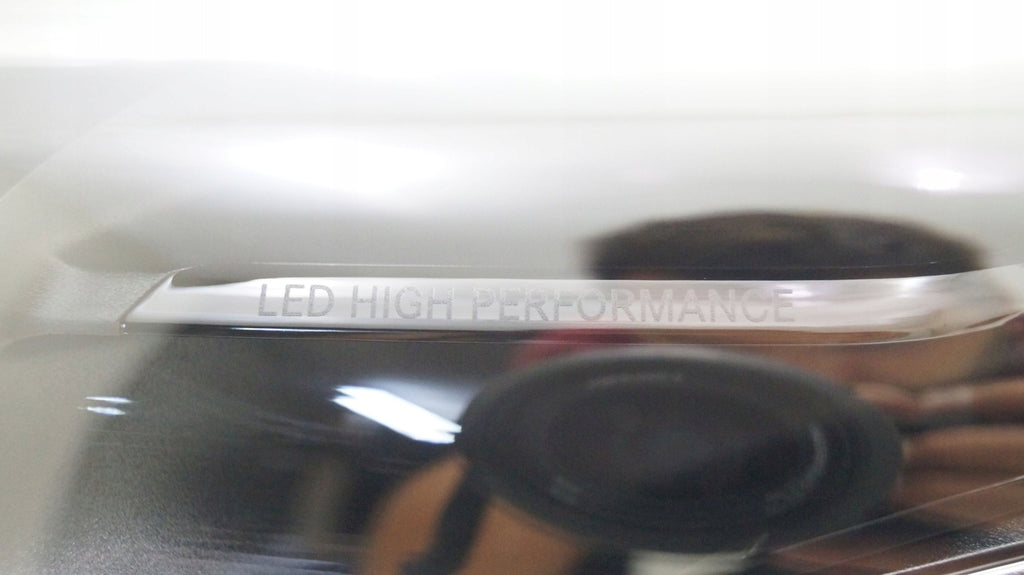 LED HIGH PERFORMANCE